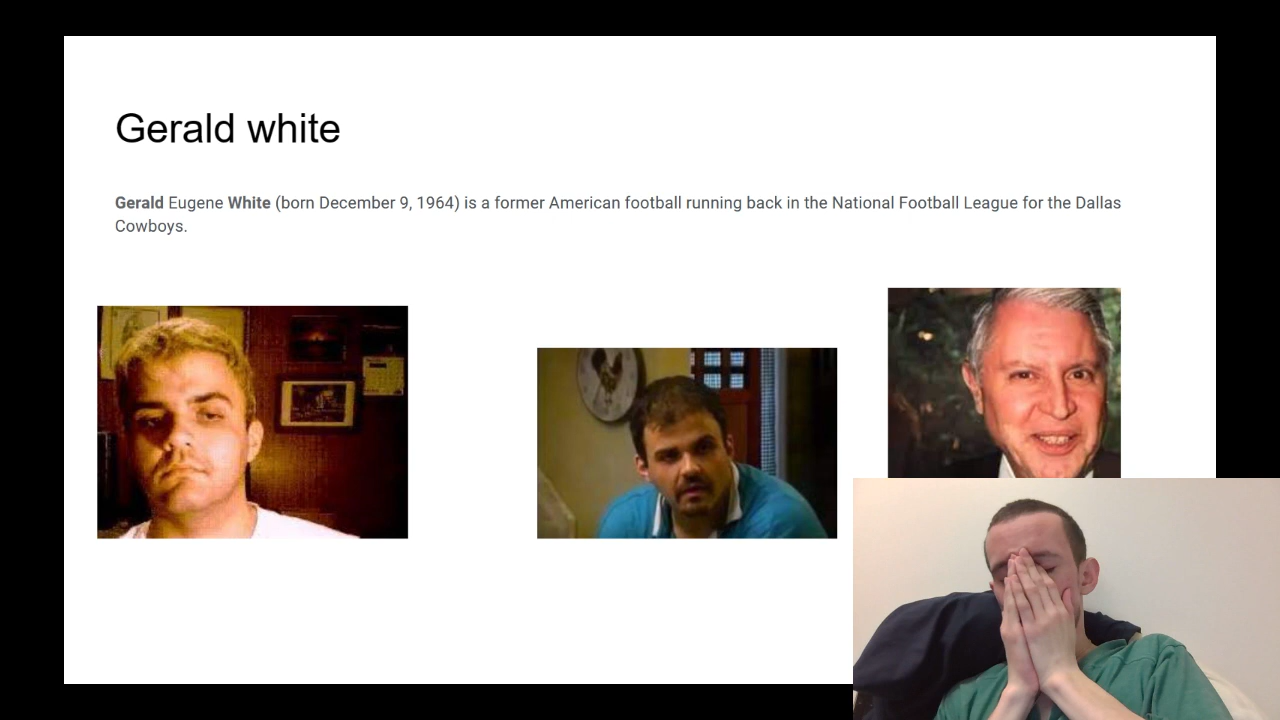 Gerald white
Gerald Eugene White (born December 9, 1964) is a former American football running back in the National Football League for the Dallas
Cowboys.